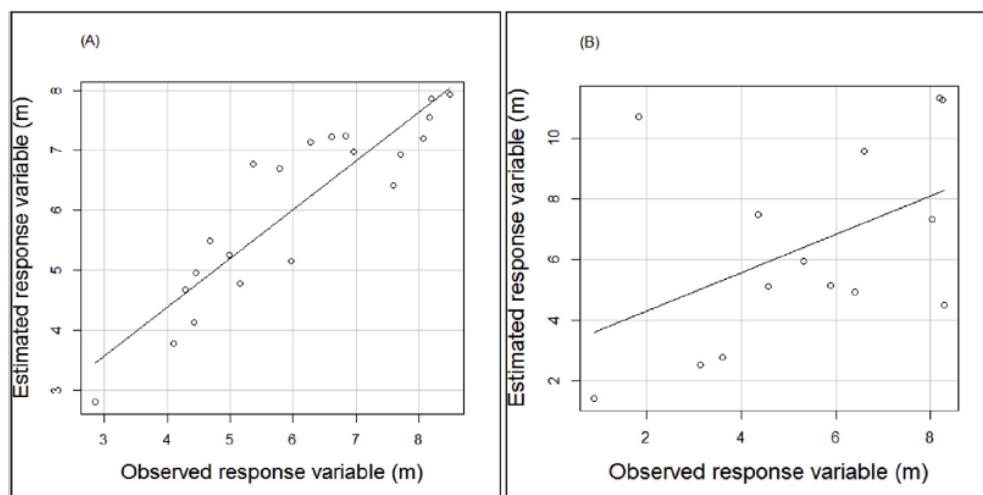 (A)
Estimated response variable (m)
8
7
6
5
4
3
3 4 5 6 7 8
Observed response variable (m)
(B)
Estimated response variable (m)
10
8
6
4
2
2 4 6 8
Observed response variable (m)